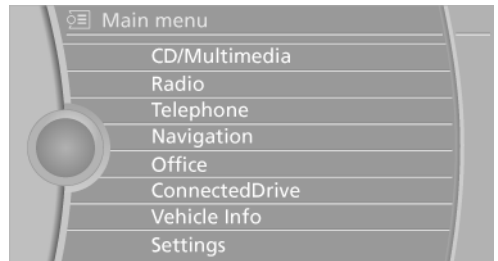 Main menu
CD/Multimedia
Radio
Telephone
Navigation
Office
ConnectedDrive
Vehicle Info
Settings